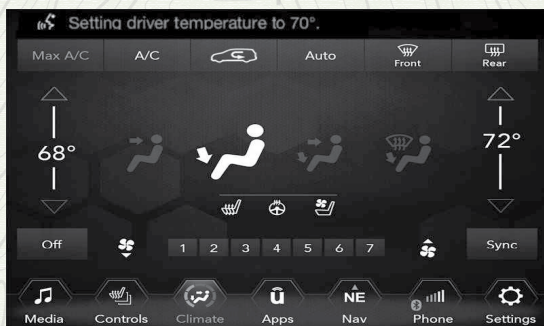 Setting driver temperature to 70°.
Max A/C A/C Auto Front Rear
68° 72°
Off 1 2 3 4 5 6 7 Sync
û NE
Media Controls Climate Apps Nav Phone Settings